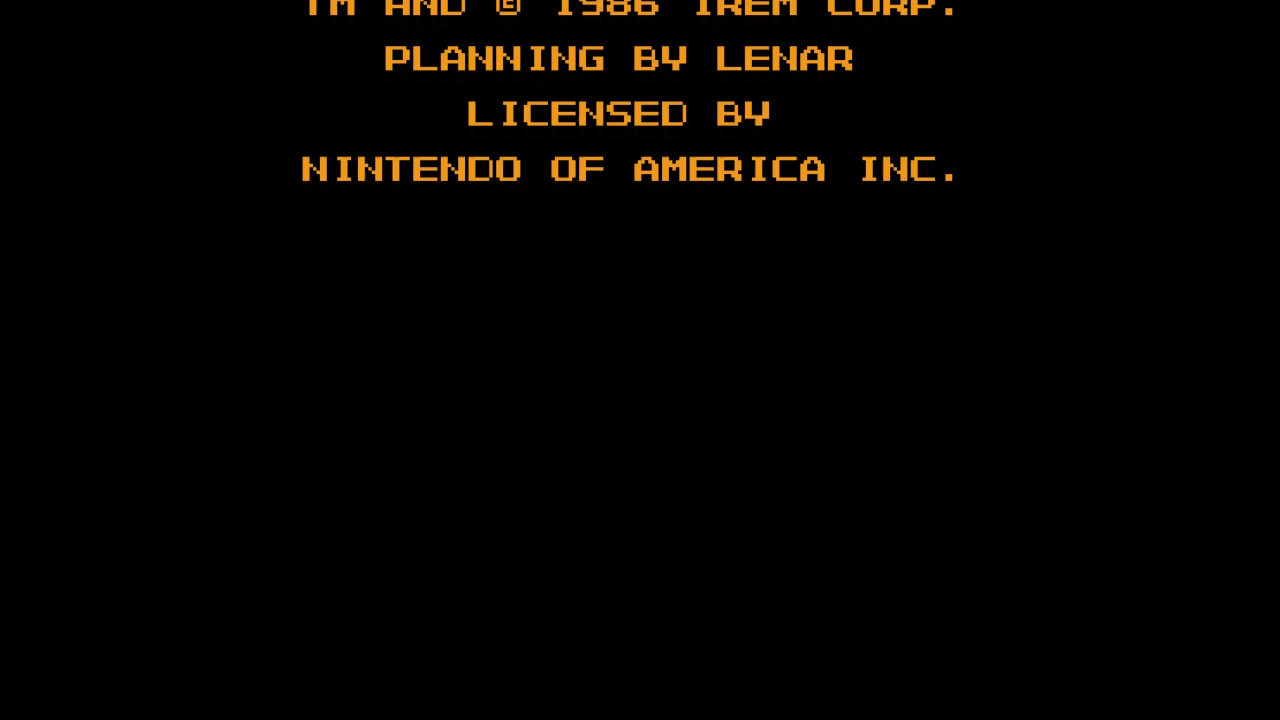 TM AND © 1986 IREM CORP.
PLANNING BY LENAR
LICENSED BY
NINTENDO OF AMERICA INC.